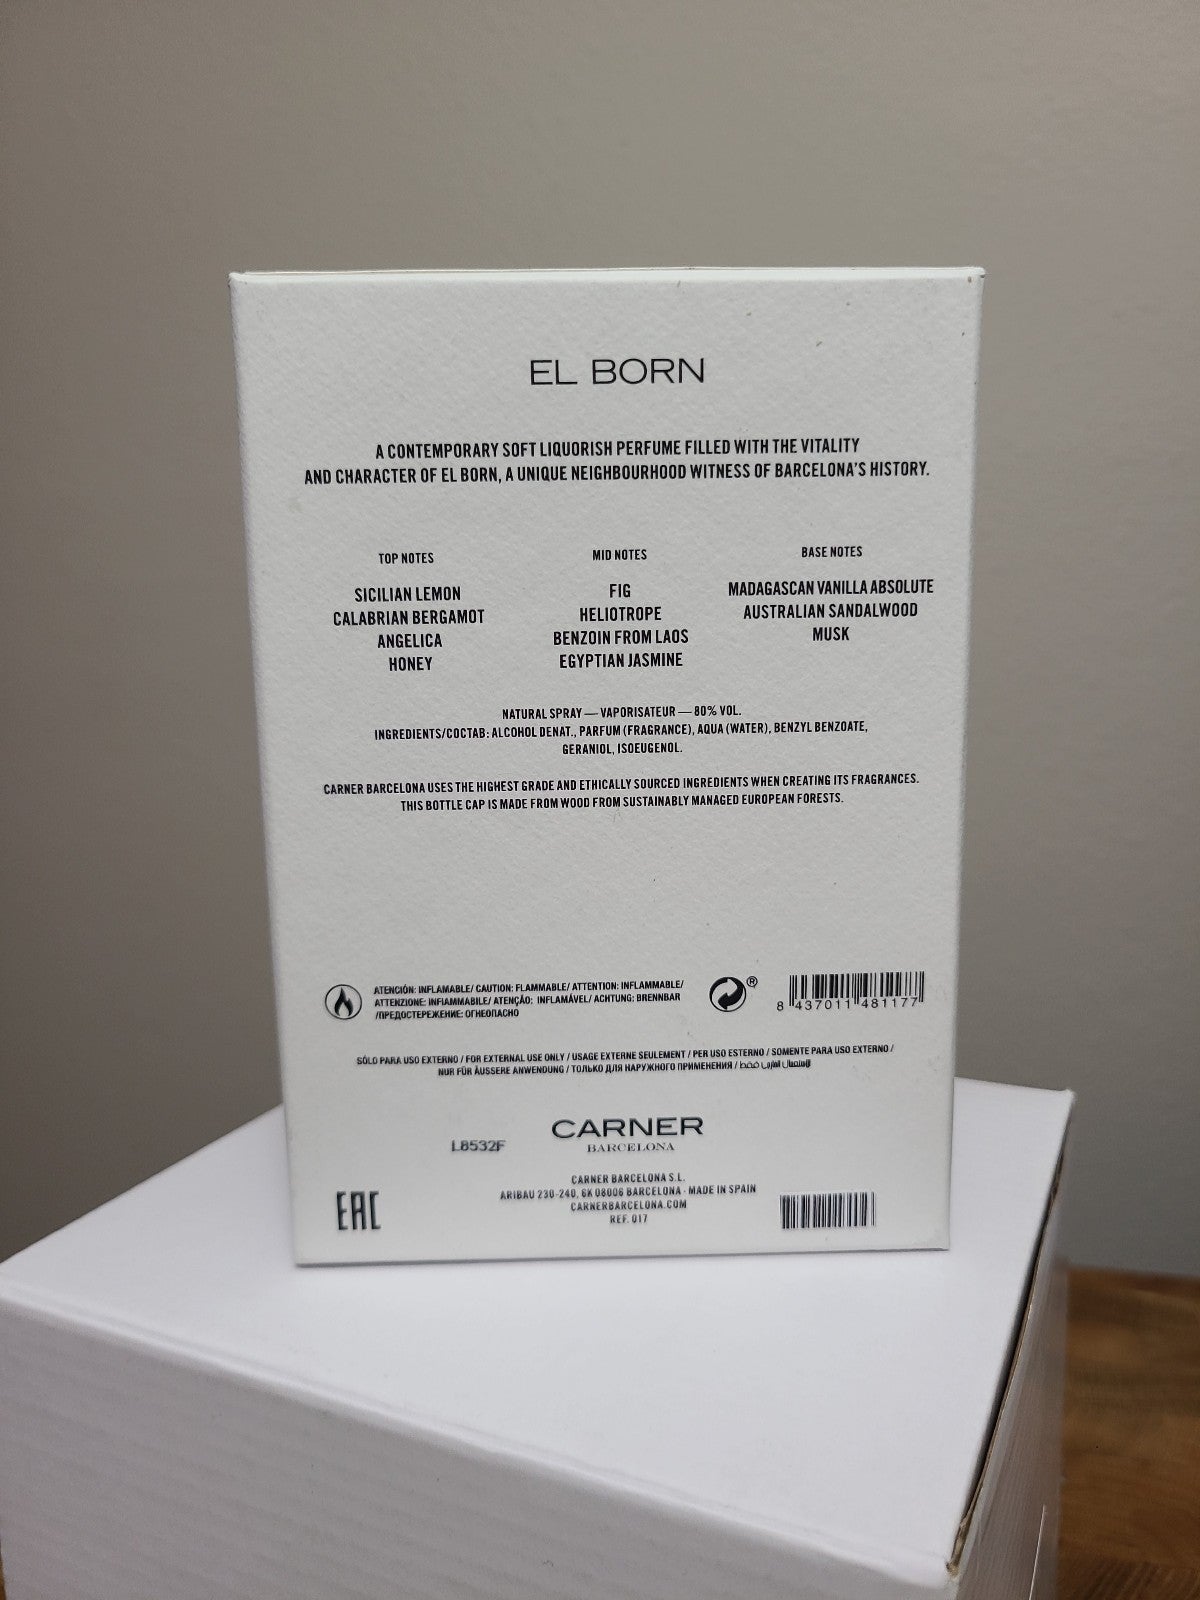 EL BORN
A CONTEMPORARY SOFT LIQUORISH PERFUME FILLED WITH THE VITALITY
AND CHARACTER OF EL BORN, A UNIQUE NEIGHBOURHOOD WITNESS OF BARCELONA'S HISTORY.
TOP NOTES
SICILIAN LEMON
CALABRIAN BERGAMOT
ANGELICA
HONEY
MID NOTES
FIG
HELIOTROPE
BENZOIN FROM LAOS
EGYPTIAN JASMINE
BASE NOTES
MADAGASCAN VANILLA ABSOLUTE
AUSTRALIAN SANDALWOOD
MUSK
NATURAL SPRAY — VAPORISATEUR — 80% VOL.
INGREDIENTS/COCTAB: ALCOHOL DENAT., PARFUM (FRAGRANCE), AQUA (WATER), BENZYL BENZOATE,
GERANIOL, ISOEUGENOL.
CARNER BARCELONA USES THE HIGHEST GRADE AND ETHICALLY SOURCED INGREDIENTS WHEN CREATING ITS FRAGRANCES.
THIS BOTTLE CAP IS MADE FROM WOOD FROM SUSTAINABLY MANAGED EUROPEAN FORESTS.
ATENCIÓN: INFLAMABLE/ CAUTION: FLAMMABLE/ ATTENTION: INFLAMMABLE/
ATTENZIONE: INFIAMMABILE/ ATENÇÃO: INFLAMÁVEL/ ACHTUNG: BRENNBAR
/ПРЕДОСТЕРЕЖЕНИЕ: ОГНЕОПАСНО
®
8 437011 481177
SÓLO PARA USO EXTERNO / FOR EXTERNAL USE ONLY / USAGE EXTERNE SEULEMENT / PER USO ESTERNO / SOMENTE PARA USO EXTERNO /
NUR FÜR ÄUSSERE ANWENDUNG / ТОЛЬКО ДЛЯ НАРУЖНОГО ПРИМЕНЕНИЯ /
CARNER
BARCELONA
L8532F
CARNER BARCELONA S.L.
ARIBAU 230-240, 6K 08006 BARCELONA · MADE IN SPAIN
CARNERBARCELONA.COM
REF. 017
EAC